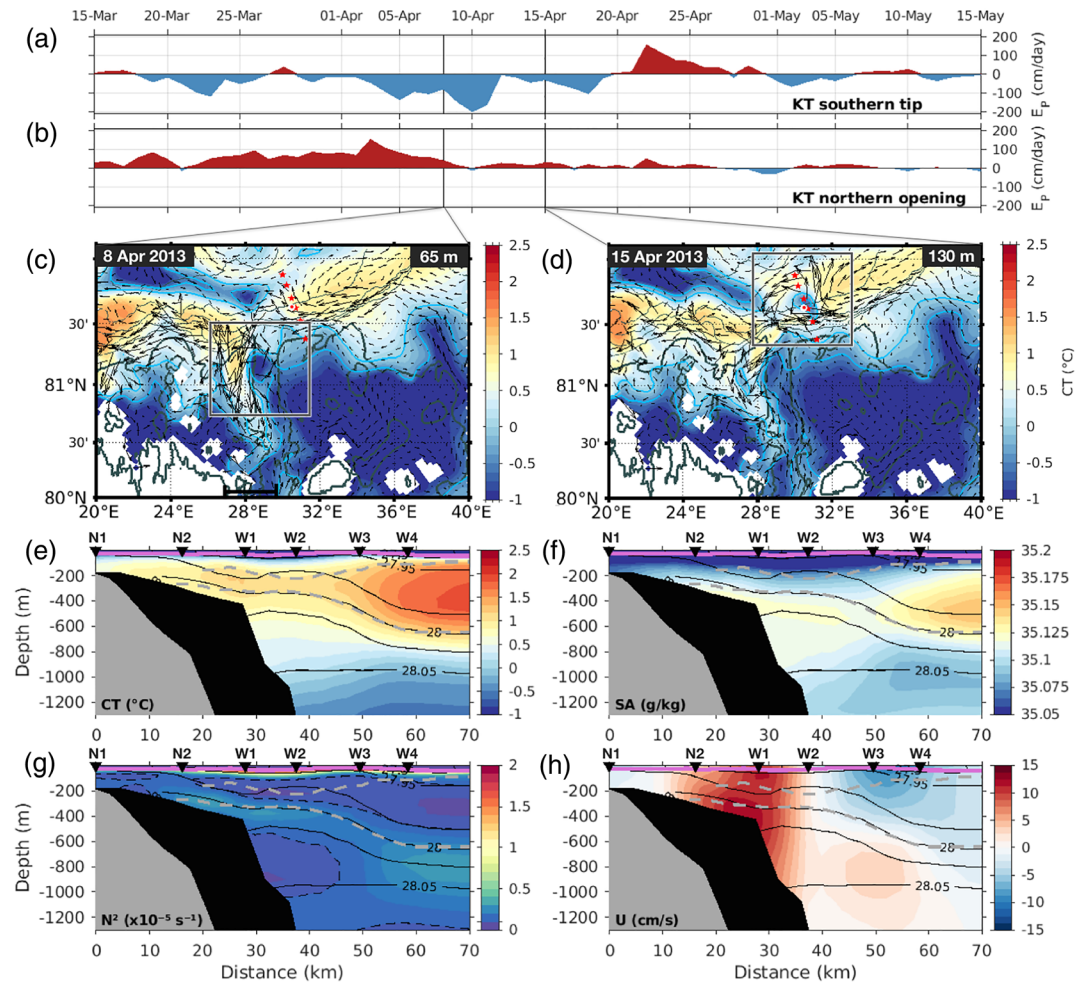 15-Mar 20-Mar 25-Mar 01-Apr 05-Apr 10-Apr 15-Apr 20-Apr 25-Apr 01-May 05-May 10-May 15-May
(a)
200
100
0
-100
-200
E_P (cm/day)
KT southern tip
(b)
200
100
0
-100
-200
E_P (cm/day)
KT northern opening
(c)
8 Apr 2013 65 m
30'
81°N
30'
80°N
20°E 24°E 28°E 32°E 36°E 40°E
2.5
2
1.5
1
0.5
0
-0.5
-1
(d)
15 Apr 2013 130 m
30'
81°N
30'
80°N
20°E 24°E 28°E 32°E 36°E 40°E
2.5
2
1.5
1
0.5
0
-0.5
-1
CT (°C)
(e)
N1 N2 W1 W2 W3 W4
Depth (m)
-200
-400
-600
-800
-1000
-1200
27.95
28
28.05
CT (°C)
0 10 20 30 40 50 60 70
2.5
2
1.5
1
0.5
0
-0.5
-1
(f)
N1 N2 W1 W2 W3 W4
-200
-400
-600
-800
-1000
-1200
27.95
28
28.05
SA (g/kg)
0 10 20 30 40 50 60 70
35.2
35.175
35.15
35.125
35.1
35.075
35.05
(g)
N1 N2 W1 W2 W3 W4
Depth (m)
-200
-400
-600
-800
-1000
-1200
27.95
28
28.05
N² (x10⁻⁵ s⁻¹)
0 10 20 30 40 50 60 70
Distance (km)
2
1.5
1
0.5
0
(h)
N1 N2 W1 W2 W3 W4
-200
-400
-600
-800
-1000
-1200
27.95
28
28.05
U (cm/s)
0 10 20 30 40 50 60 70
Distance (km)
15
10
5
0
-5
-10
-15